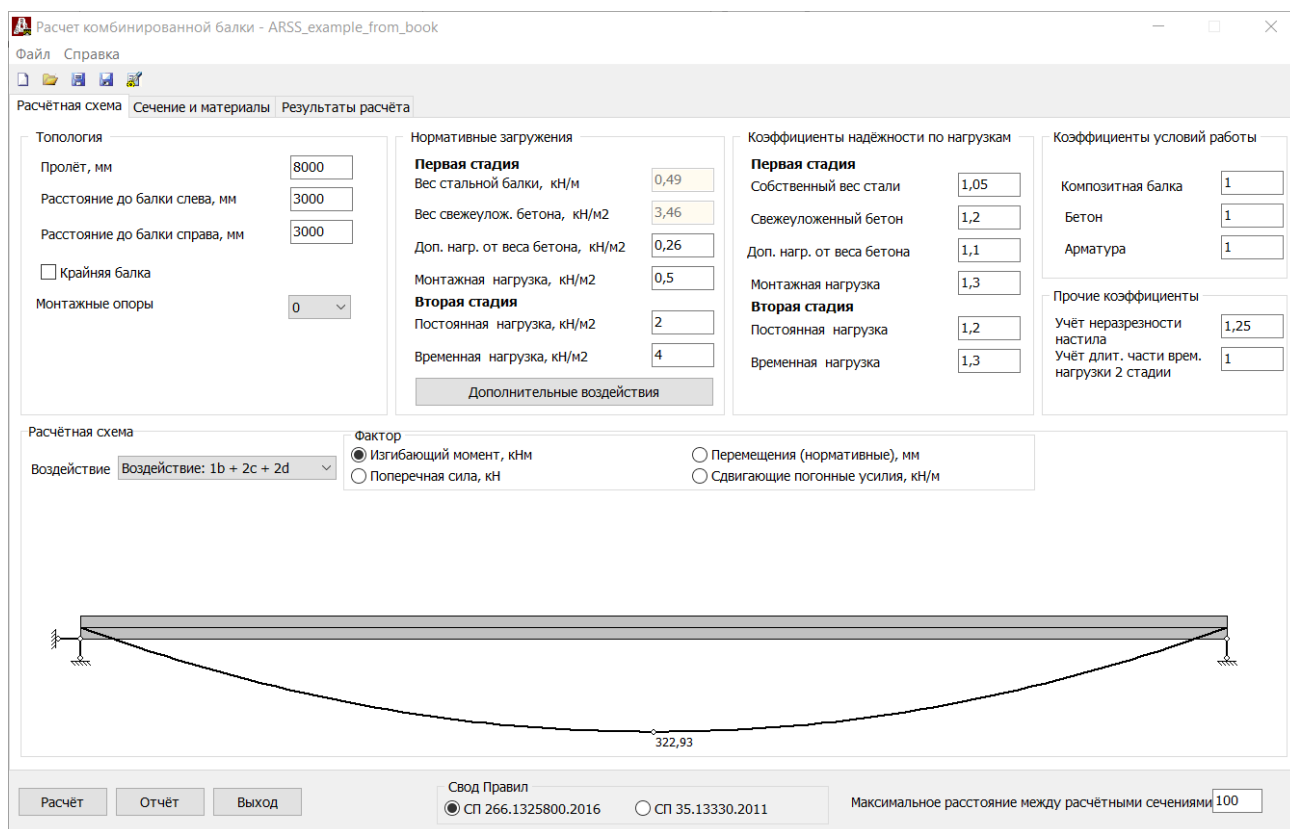 Расчет комбинированной балки - ARSS_example_from_book
Файл Справка
Расчётная схема Сечение и материалы Результаты расчёта
Топология
Пролёт, мм 8000
Расстояние до балки слева, мм 3000
Расстояние до балки справа, мм 3000
Крайняя балка
Монтажные опоры 0
Нормативные загружения
Первая стадия
Вес стальной балки, кН/м 0,49
Вес свежеулож. бетона, кН/м2 3,46
Доп. нагр. от веса бетона, кН/м2 0,26
Монтажная нагрузка, кН/м2 0,5
Вторая стадия
Постоянная нагрузка, кН/м2 2
Временная нагрузка, кН/м2 4
Дополнительные воздействия
Коэффициенты надёжности по нагрузкам
Первая стадия
Собственный вес стали 1,05
Свежеуложенный бетон 1,2
Доп. нагр. от веса бетона 1,1
Монтажная нагрузка 1,3
Вторая стадия
Постоянная нагрузка 1,2
Временная нагрузка 1,3
Коэффициенты условий работы
Композитная балка 1
Бетон 1
Арматура 1
Прочие коэффициенты
Учёт неразрезности
настила 1,25
Учёт длит. части врем.
нагрузки 2 стадии 1
Расчётная схема
Воздействие Воздействие: 1b + 2c + 2d
Фактор
Изгибающий момент, кНм
Перемещения (нормативные), мм
Поперечная сила, кН
Сдвигающие погонные усилия, кН/м
322,93
Расчёт Отчёт Выход
Свод Правил
СП 266.1325800.2016 СП 35.13330.2011
Максимальное расстояние между расчётными сечениями 100